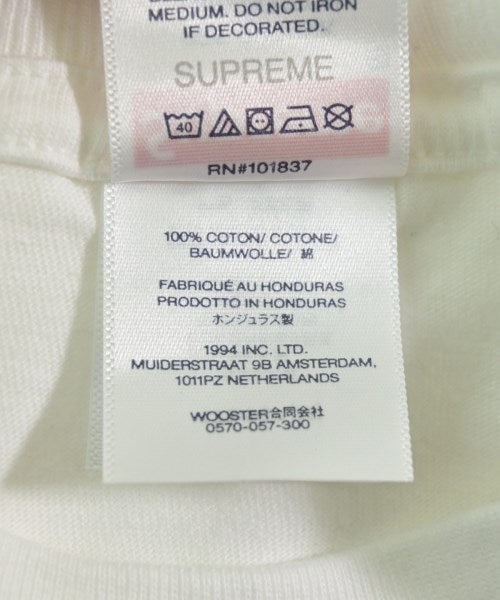 MEDIUM. DO NOT IRON
IF DECORATED.
SUPREME
40
RN#101837
100% COTON/ COTONE/
BAUMWOLLE/ 綿
FABRIQUÉ AU HONDURAS
PRODOTTO IN HONDURAS
ホンジュラス製
1994 INC. LTD.
MUIDERSTRAAT 9B AMSTERDAM,
1011PZ NETHERLANDS
WOOSTER合同会社
0570-057-300